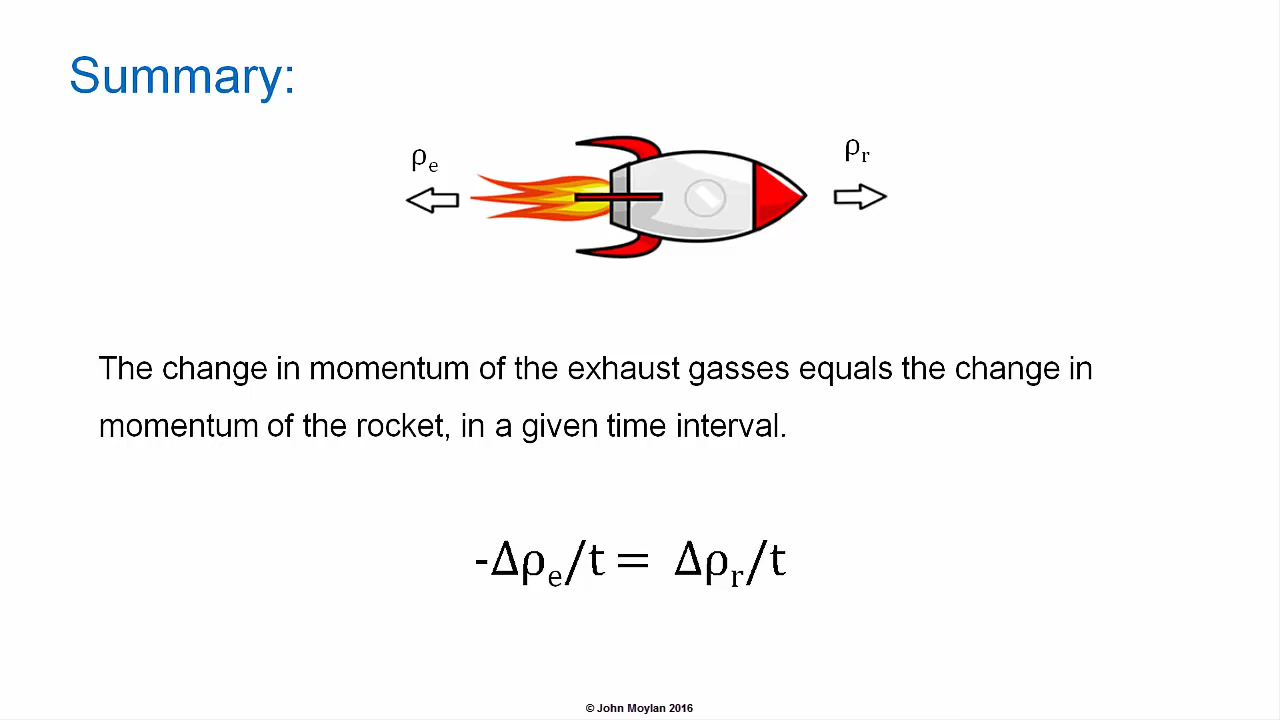 Summary:
ρₑ
ρᵣ
The change in momentum of the exhaust gasses equals the change in
momentum of the rocket, in a given time interval.
-Δρₑ/t = Δρᵣ/t
© John Moylan 2016